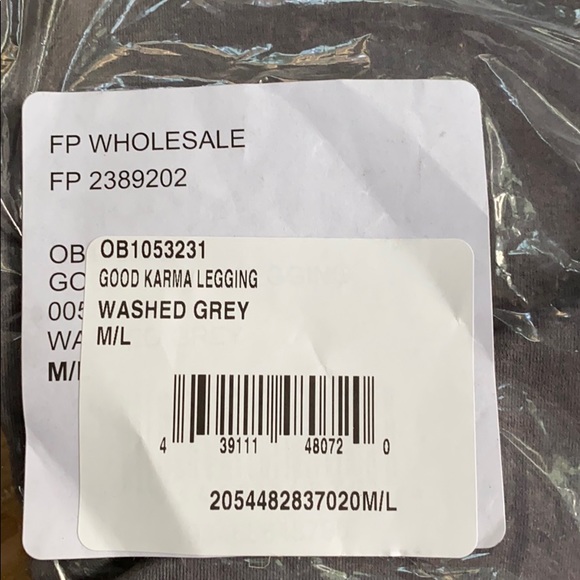 FP WHOLESALE
FP 2389202
OB
GO
005
WA
M/
OB1053231
GOOD KARMA LEGGING
WASHED GREY
M/L
4 39111 48072 0
2054482837020M/L